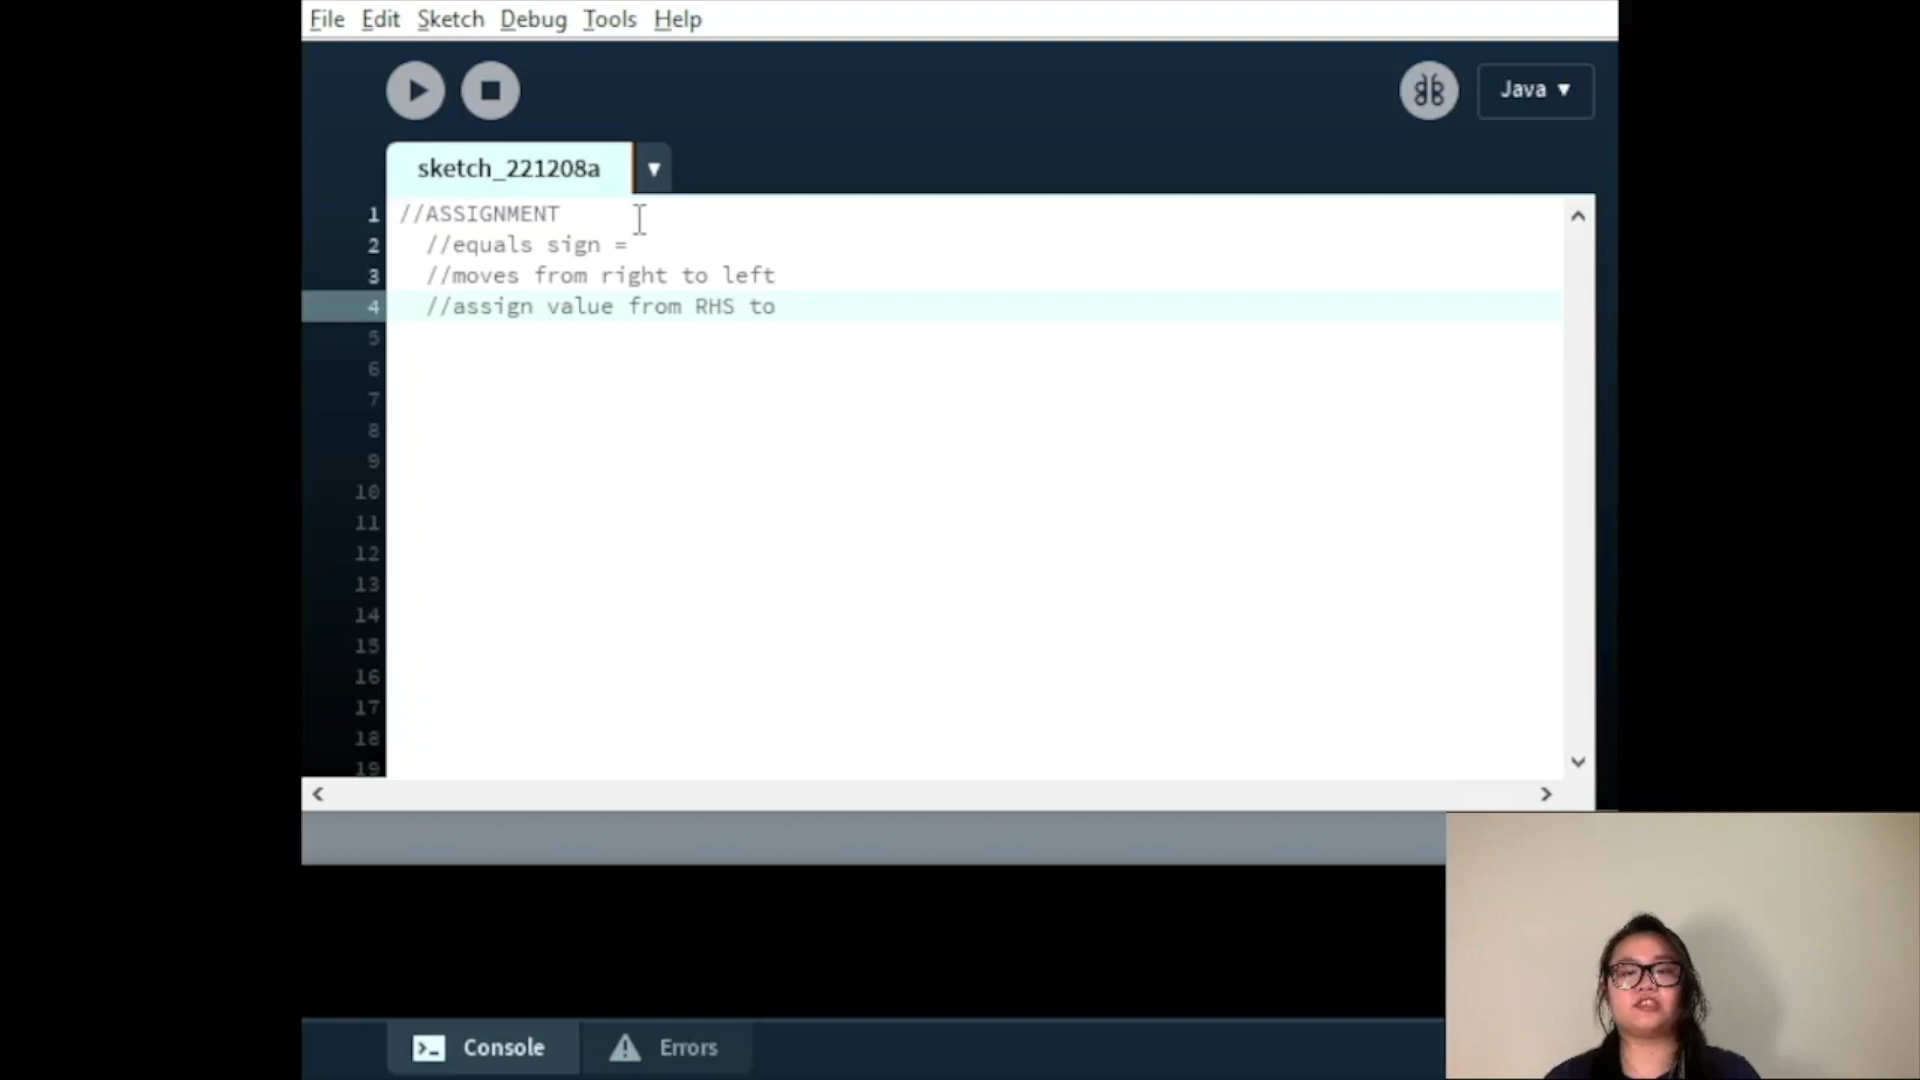 File Edit Sketch Debug Tools Help
Java ▼
sketch_221208a ▼
1 //ASSIGNMENT
2 //equals sign =
3 //moves from right to left
4 //assign value from RHS to
5
6
7
8
9
10
11
12
13
14
15
16
17
18
19
Console Errors